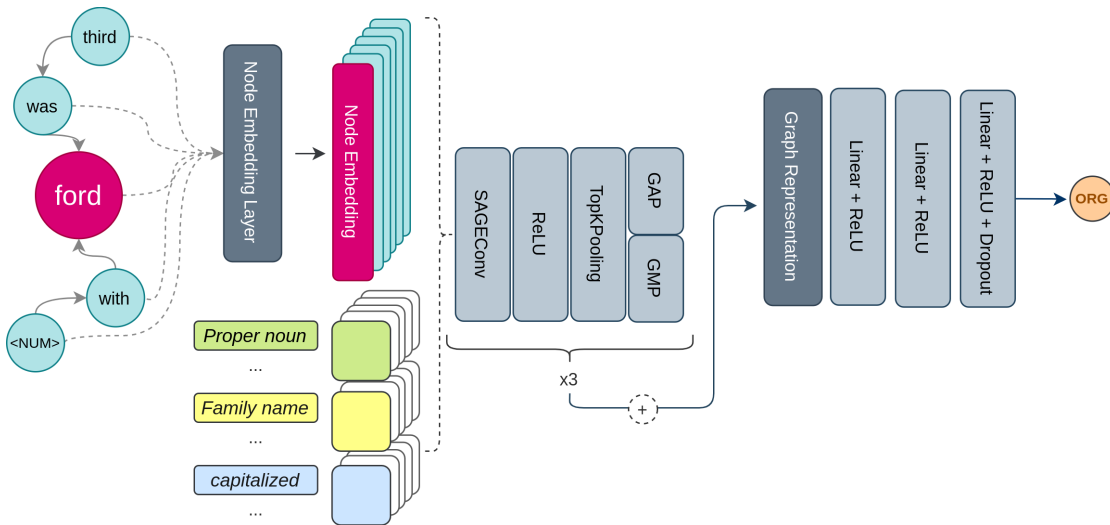 third
was
ford
with
<NUM>
Node Embedding Layer
Node Embedding
Proper noun
...
Family name
...
capitalized
...
SAGEConv
ReLU
TopKPooling
GAP
GMP
x3
+
Graph Representation
Linear + ReLU
Linear + ReLU
Linear + ReLU + Dropout
ORG